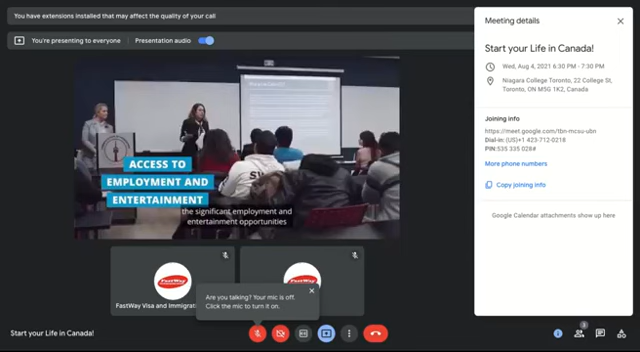 You have extensions installed that may affect the quality of your call
You're presenting to everyone
Presentation audio
ACCESS TO
EMPLOYMENT AND
ENTERTAINMENT
the significant employment and
entertainment opportunities
FastWay
FastWay
FastWay Visa and Immigrat
Are you talking? Your mic is off.
Click the mic to turn it on.
Start your Life in Canada!
Meeting details
Start your Life in Canada!
Wed, Aug 4, 2021 6:30 PM - 7:30 PM
Niagara College Toronto, 22 College St,
Toronto, ON M5G 1K2, Canada
Joining info
https://meet.google.com/tbn-mcsu-ubn
Dial-in: (US)+1 423-712-0218
PIN: 535 335 028#
More phone numbers
Copy joining info
Google Calendar attachments show up here